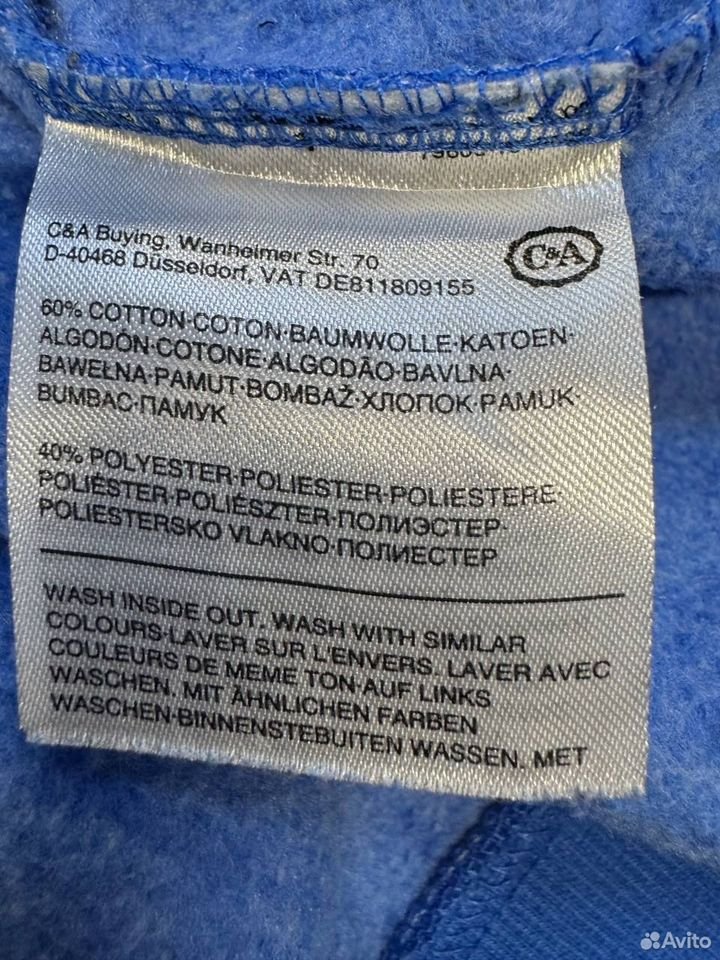 C&A Buying, Wanheimer Str. 70
D-40468 Düsseldorf, VAT DE811809155
C&A
60% COTTON·COTON·BAUMWOLLE·KATOEN·
ALGODÓN·COTONE·ALGODÃO·BAVLNA·
BAWEŁNA·PAMUT·BOMBAŽ·ХЛОПОК·PAMUK·
BUMBAC·ПАМУК
40% POLYESTER·POLIESTER·POLIESTERE·
POLIÉSTER·POLIÉSZTER·ПОЛИЭСТЕР·
POLIESTERSKO VLAKNO·ПОЛИЕСТЕР
WASH INSIDE OUT. WASH WITH SIMILAR
COLOURS·LAVER SUR L'ENVERS. LAVER AVEC
COULEURS DE MEME TON·AUF LINKS
WASCHEN. MIT ÄHNLICHEN FARBEN
WASCHEN·BINNENSTEBUITEN WASSEN. MET
Avito